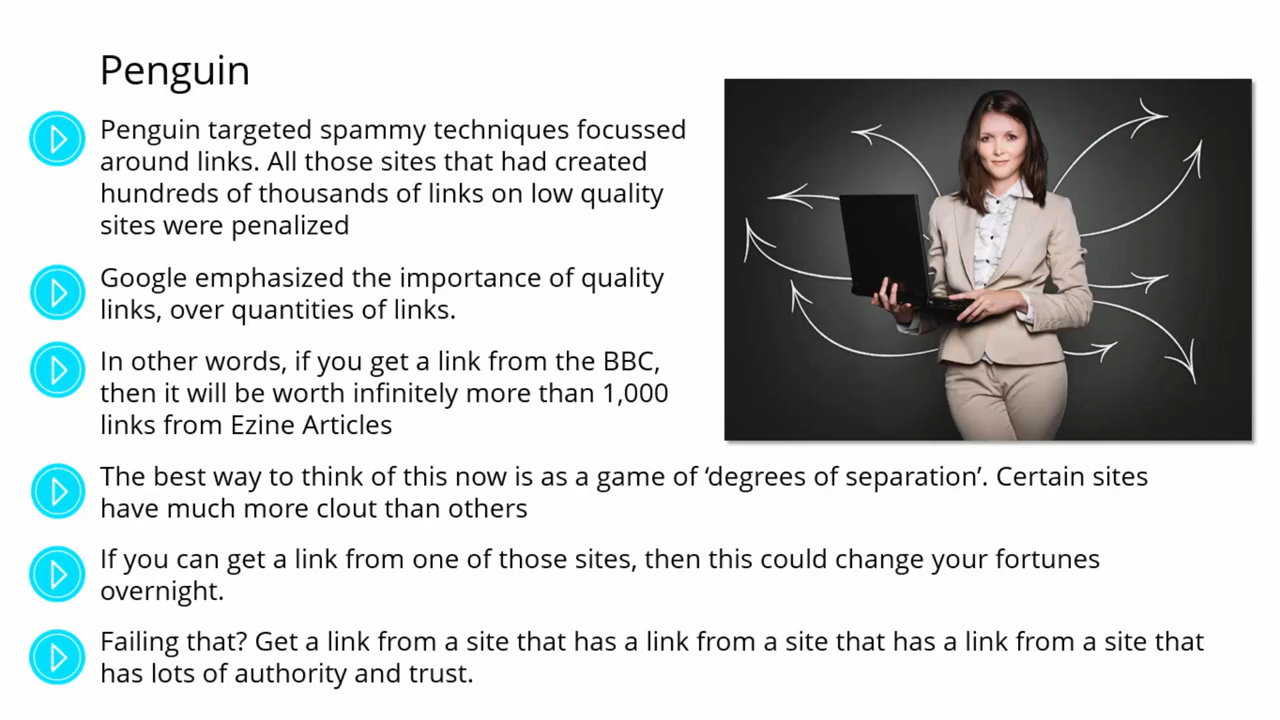 Penguin
Penguin targeted spammy techniques focussed
around links. All those sites that had created
hundreds of thousands of links on low quality
sites were penalized
Google emphasized the importance of quality
links, over quantities of links.
In other words, if you get a link from the BBC,
then it will be worth infinitely more than 1,000
links from Ezine Articles
The best way to think of this now is as a game of ‘degrees of separation’. Certain sites
have much more clout than others
If you can get a link from one of those sites, then this could change your fortunes
overnight.
Failing that? Get a link from a site that has a link from a site that has a link from a site that
has lots of authority and trust.